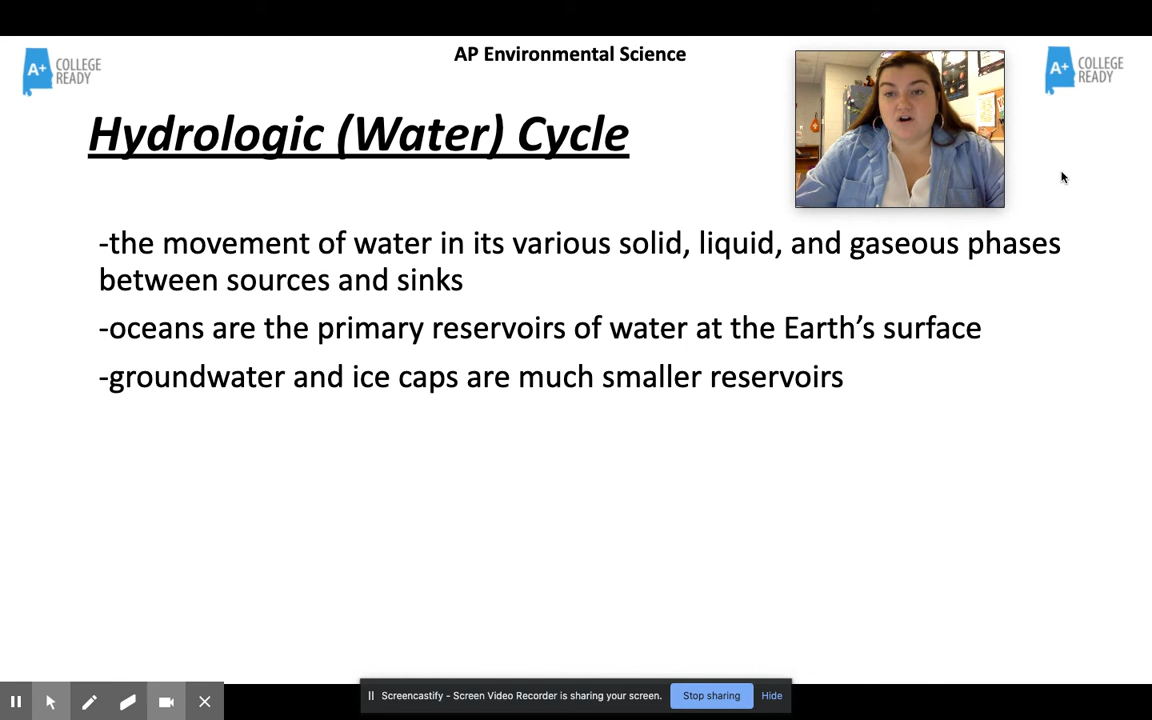 A+ COLLEGE
READY
AP Environmental Science
A+ COLLEGE
READY
Hydrologic (Water) Cycle
-the movement of water in its various solid, liquid, and gaseous phases
between sources and sinks
-oceans are the primary reservoirs of water at the Earth’s surface
-groundwater and ice caps are much smaller reservoirs
Screencastify - Screen Video Recorder is sharing your screen. Stop sharing Hide